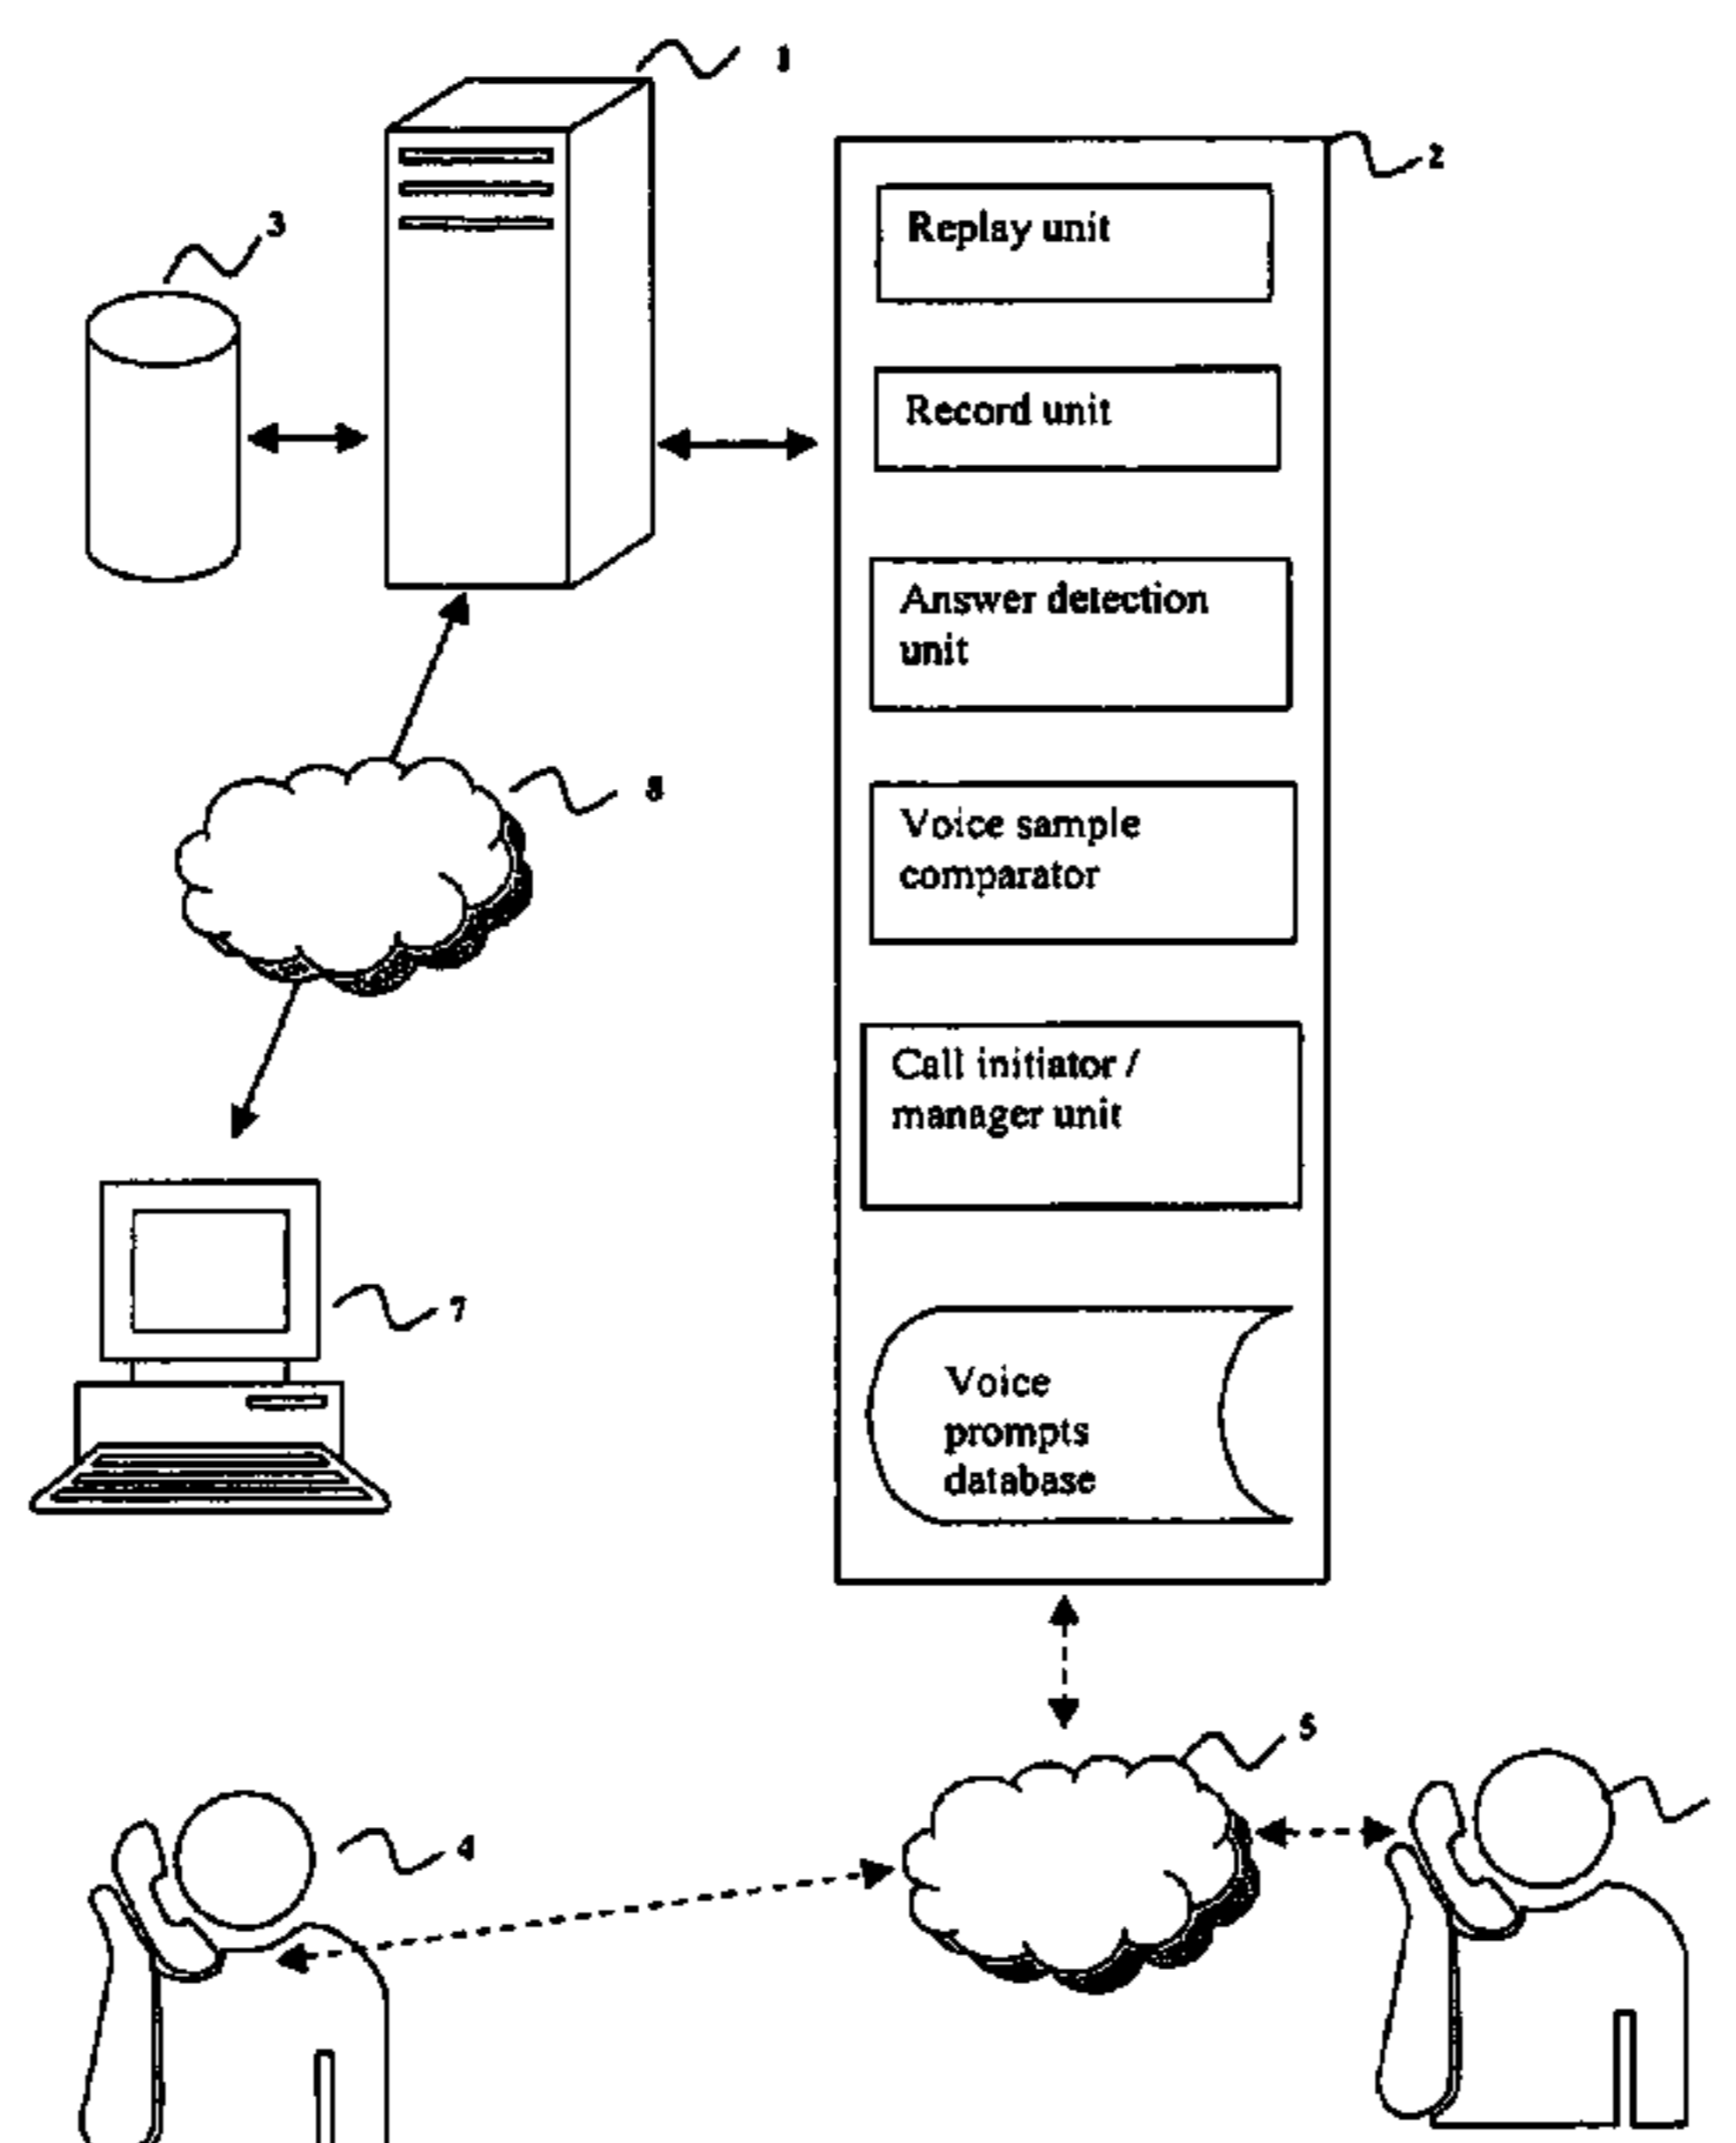 1
2
3
Replay unit
Record unit
Answer detection
unit
8
Voice sample
comparator
Call initiator /
manager unit
7
Voice
prompts
database
5
4